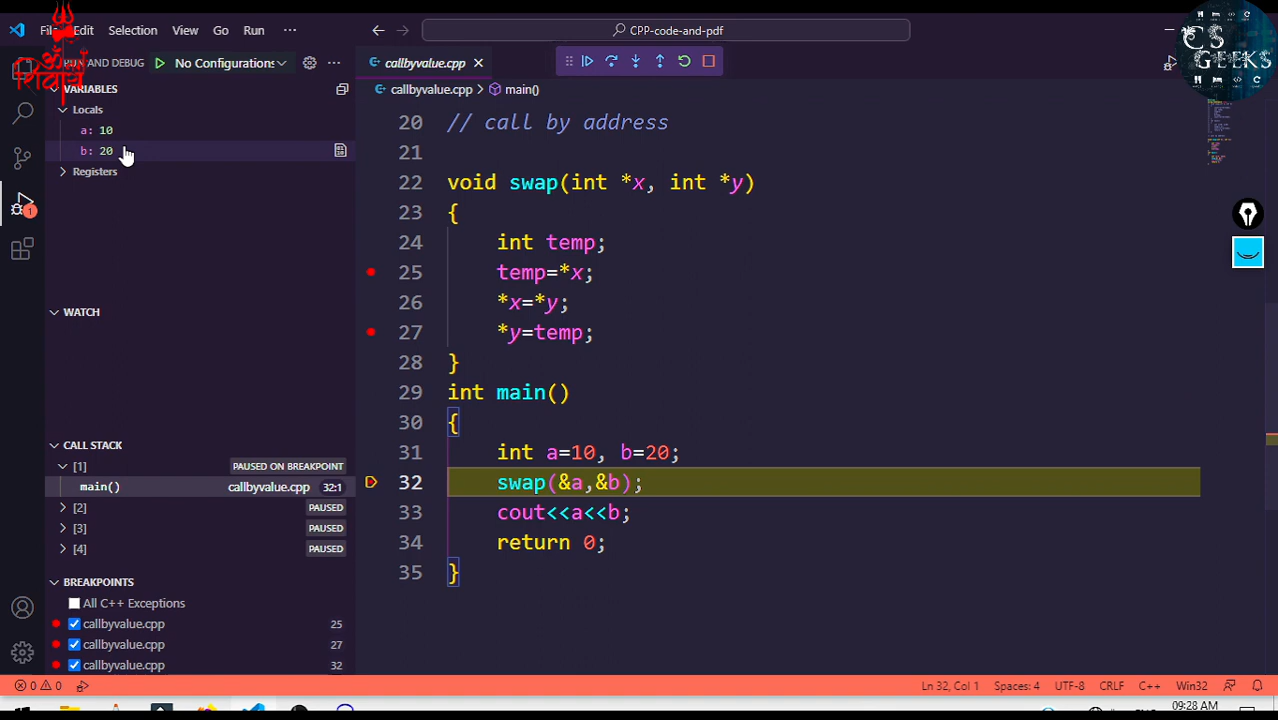 File Edit Selection View Go Run ···
CPP-code-and-pdf
ॐ
शिवाय
CS
GEEKS
RUN AND DEBUG No Configurations ···
callbyvalue.cpp
callbyvalue.cpp > main()
VARIABLES
Locals
a: 10
b: 20
Registers
WATCH
CALL STACK
[1] PAUSED ON BREAKPOINT
main() callbyvalue.cpp 32:1
[2] PAUSED
[3] PAUSED
[4] PAUSED
BREAKPOINTS
All C++ Exceptions
callbyvalue.cpp 25
callbyvalue.cpp 27
callbyvalue.cpp 32
20 // call by address
21
22 void swap(int *x, int *y)
23 {
24 int temp;
25 temp=*x;
26 *x=*y;
27 *y=temp;
28 }
29 int main()
30 {
31 int a=10, b=20;
32 swap(&a,&b);
33 cout<<a<<b;
34 return 0;
35 }
1
0 0 Ln 32, Col 1 Spaces: 4 UTF-8 CRLF C++ Win32
09:28 AM